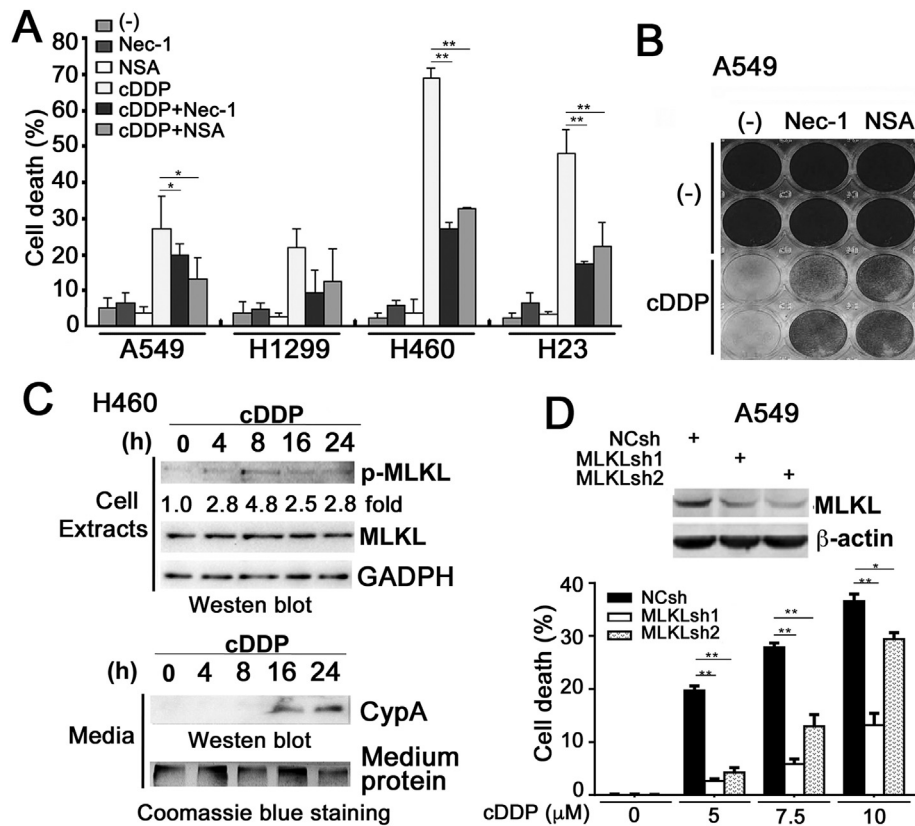 A
80
70
60
50
40
30
20
10
0
Cell death (%)
(-)
Nec-1
NSA
cDDP
cDDP+Nec-1
cDDP+NSA
* *
** **
** **
A549 H1299 H460 H23
B
A549
(-) Nec-1 NSA
(-)
cDDP
C
H460
cDDP
(h) 0 4 8 16 24
Cell Extracts
p-MLKL
1.0 2.8 4.8 2.5 2.8 fold
MLKL
GADPH
Westen blot
cDDP
(h) 0 4 8 16 24
Media
CypA
Westen blot
Medium
protein
Coomassie blue staining
D
A549
NCsh +
MLKLsh1 +
MLKLsh2 +
MLKL
β-actin
40
30
20
10
0
Cell death (%)
NCsh
MLKLsh1
MLKLsh2
** **
** **
** *
cDDP (μM) 0 5 7.5 10